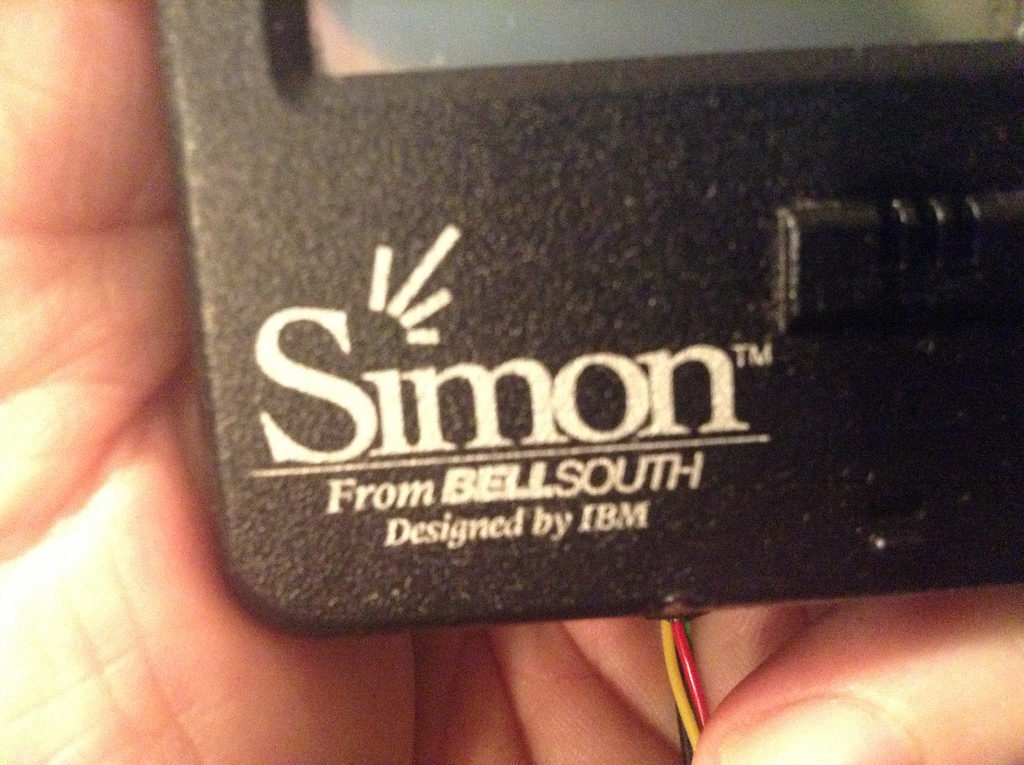 Simon™
From BELLSOUTH
Designed by IBM